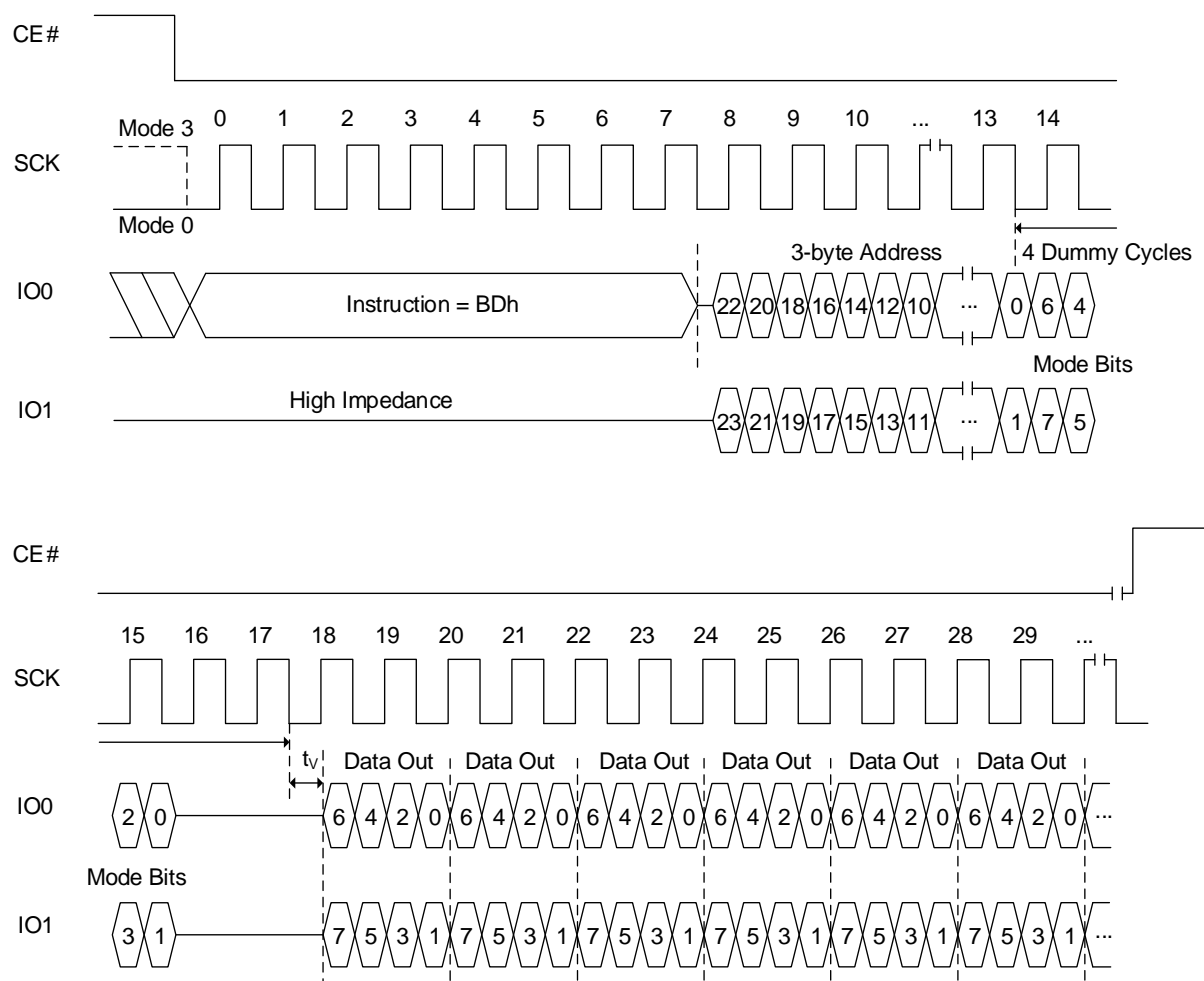 CE#
Mode 3
0 1 2 3 4 5 6 7 8 9 10 ... 13 14
SCK
Mode 0
3-byte Address 4 Dummy Cycles
IO0
Instruction = BDh
22 20 18 16 14 12 10 ... 0 6 4
Mode Bits
High Impedance
IO1
23 21 19 17 15 13 11 ... 1 7 5
CE#
15 16 17 18 19 20 21 22 23 24 25 26 27 28 29 ...
SCK
tV Data Out Data Out Data Out Data Out Data Out Data Out
IO0
2 0 6 4 2 0 6 4 2 0 6 4 2 0 6 4 2 0 6 4 2 0 6 4 2 0 ...
Mode Bits
IO1
3 1 7 5 3 1 7 5 3 1 7 5 3 1 7 5 3 1 7 5 3 1 7 5 3 1 ...